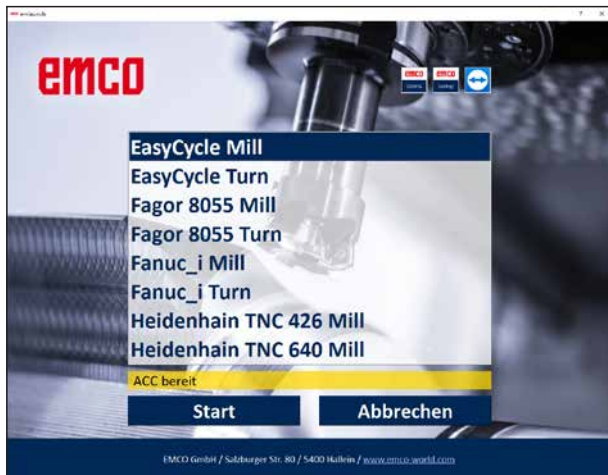 ? ×
emco
emco emco
EasyCycle Mill
EasyCycle Turn
Fagor 8055 Mill
Fagor 8055 Turn
Fanuc_i Mill
Fanuc_i Turn
Heidenhain TNC 426 Mill
Heidenhain TNC 640 Mill
ACC bereit
Start Abbrechen
EMCO GmbH / Salzburger Str. 80 / 5400 Hallein / www.emco-world.com